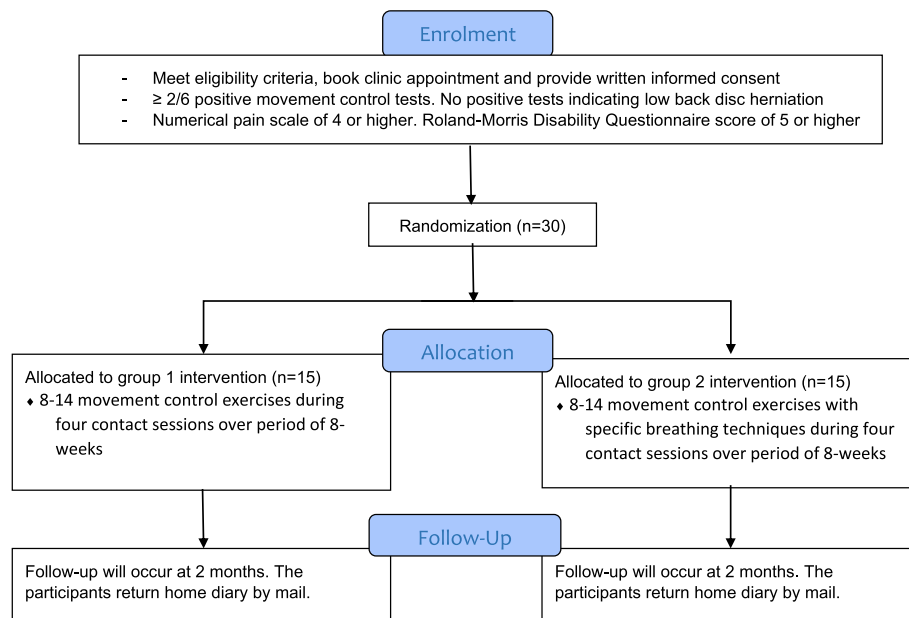 Enrolment
- Meet eligibility criteria, book clinic appointment and provide written informed consent
- ≥ 2/6 positive movement control tests. No positive tests indicating low back disc herniation
- Numerical pain scale of 4 or higher. Roland-Morris Disability Questionnaire score of 5 or higher
Randomization (n=30)
Allocation
Allocated to group 1 intervention (n=15)
♦ 8-14 movement control exercises during
four contact sessions over period of 8-
weeks
Allocated to group 2 intervention (n=15)
♦ 8-14 movement control exercises with
specific breathing techniques during four
contact sessions over period of 8-weeks
Follow-Up
Follow-up will occur at 2 months. The
participants return home diary by mail.
Follow-up will occur at 2 months. The
participants return home diary by mail.